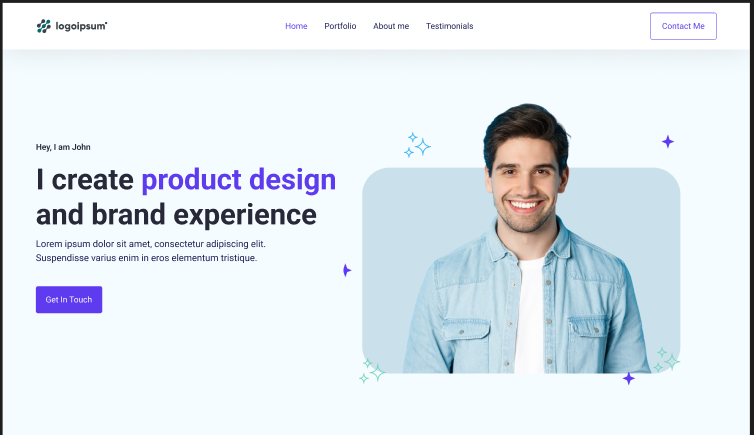 logoipsum
Home Portfolio About me Testimonials Contact Me
Hey, I am John
I create product design
and brand experience
Lorem ipsum dolor sit amet, consectetur adipiscing elit.
Suspendisse varius enim in eros elementum tristique.
Get In Touch